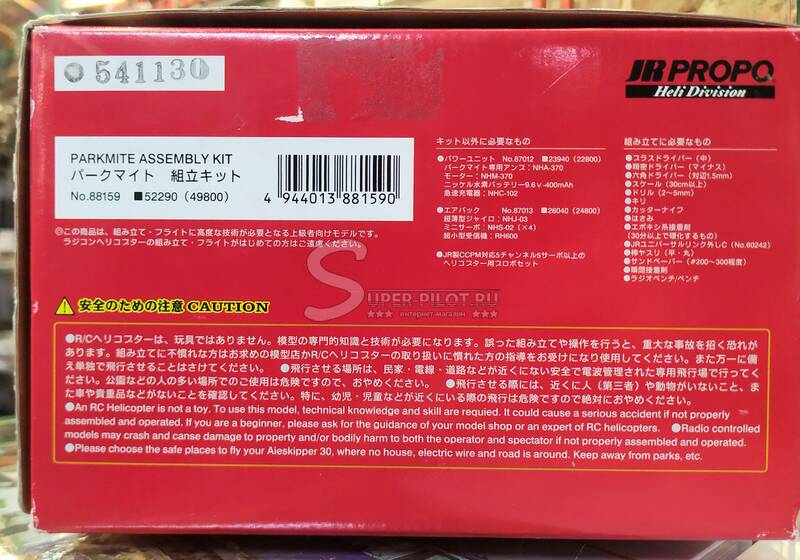 541130
JR PROPO
Heli Division
PARKMITE ASSEMBLY KIT
パークマイト 組立キット
No.88159 ■52290 (49800)
4 944013 881590
◎この商品は、組み立て・フライトに高度な技術が必要となる上級者向けモデルです。
ラジコンヘリコスターの組み立て・フライトがはじめての方はご遠慮ください。
キット以外に必要なもの
●パワーユニット No.87012 ■23940 (22800)
パークマイト専用アンプ：NHA-370
モーター：NHM-370
ニッケル水素バッテリー9.6v-400mAh
急速充電器：NHC-102
●エアパック No.87013 ■26040 (24800)
超薄型ジャイロ：NHJ-03
ミニサーボ：NHS-02（×4）
超小型受信機：RH600
●JR製CCPM対応5チャンネル5サーボ以上の
ヘリコスター用プロポセット
組み立てに必要なもの
●プラスドライバー（中）
●精密ドライバー（マイナス）
●六角ドライバー（対辺1.5mm）
●スケール（30cm以上）
●ドリル（2～5mm）
●キリ
●カッターナイフ
●はさみ
●エポキシ系接着剤
（30分以上で硬化するもの）
●JRユニバーサルリンク外しC（No.60242）
●棒ヤスリ（平・丸）
●サンドペーパー（#200～300程度）
●瞬間接着剤
●ラジオペンチ/ペンチ
SUPER-PILOT.RU
интернет-магазин
安全のための注意 CAUTION
●R/Cヘリコスターは、玩具ではありません。模型の専門的知識と技術が必要になります。誤った組み立てや操作を行うと、重大な事故を招く恐れが
あります。組み立てに不慣れな方はお求めの模型店かR/Cヘリコスターの取り扱いに慣れた方の指導をお受けになり使用してください。また万一に備
え単独で飛行させることはさけてください。 ●飛行させる場所は、民家・電線・道路などが近くにない安全で電波管理された専用飛行場で行ってく
ださい。公園などの人の多い場所でのご使用は危険ですので、おやめください。 ●飛行させる際には、近くに人（第三者）や動物がいないこと、ま
た車や貴重品などがないことを確認してください。特に、幼児・児童などが近くにいる際の飛行は危険ですので絶対におやめください。
●An RC Helicopter is not a toy. To use this model, technical knowledge and skill are requied. It could cause a serious accident if not properly
assembled and operated. If you are a beginner, please ask for the guidance of your model shop or an expert of RC helicopters. ●Radio controlled
models may crash and canse damage to property and/or bodily harm to both the operator and spectator if not properly assembled and operated.
●Please choose the safe places to fly your Aieskipper 30, where no house, electric wire and road is around. Keep away from parks, etc.